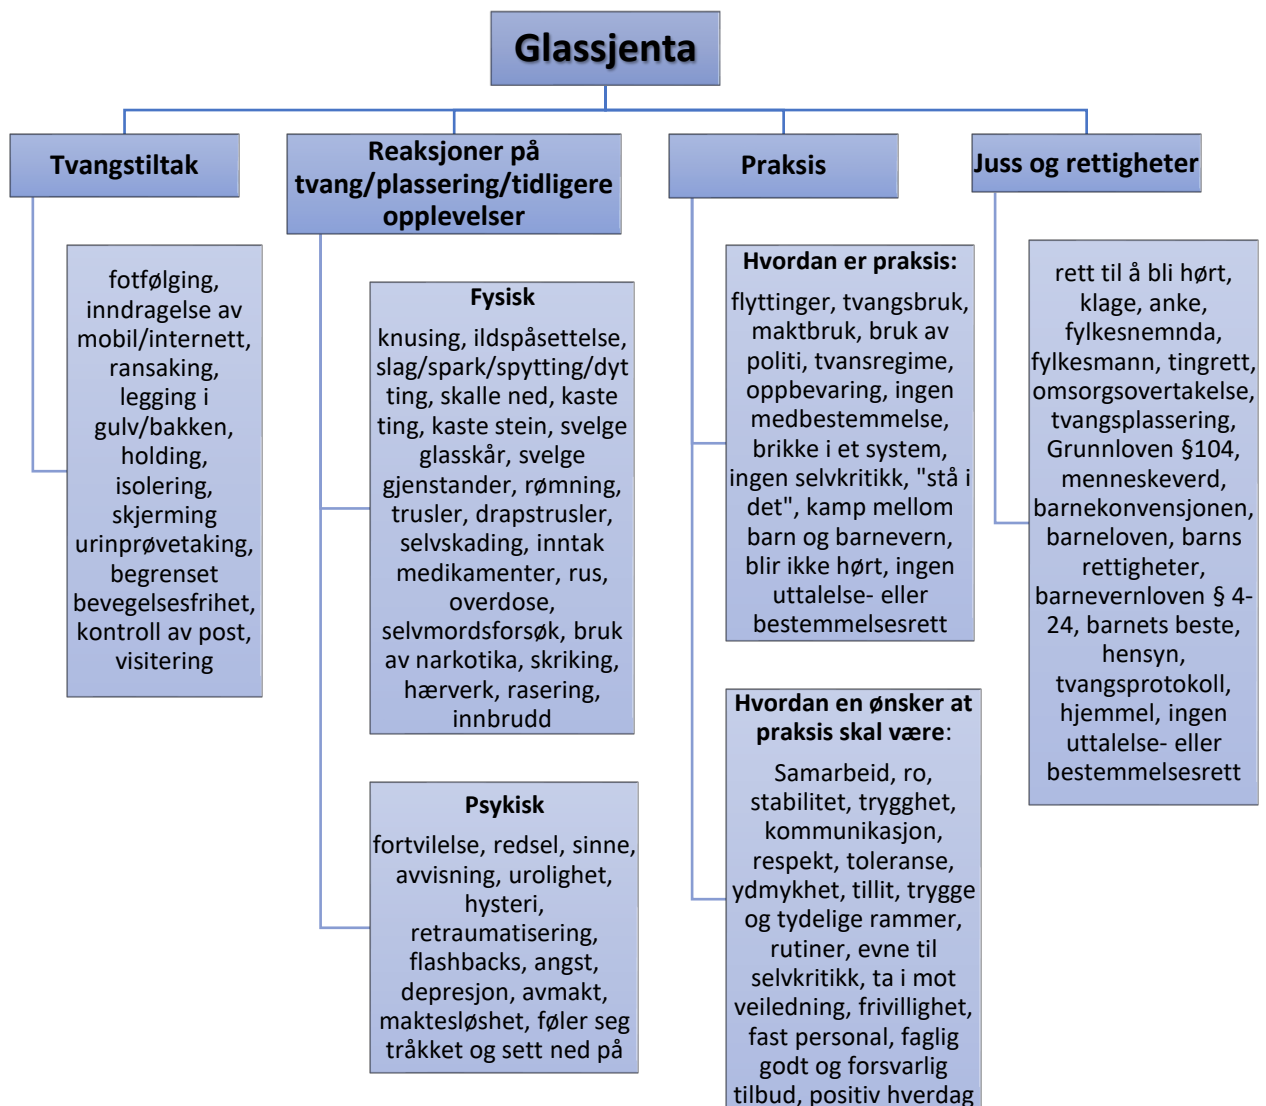 Glassjenta
Tvangstiltak
fotfølging,
inndragelse av
mobil/internett,
ransaking,
legging i
gulv/bakken,
holding,
isolering,
skjerming
urinprøvetaking,
begrenset
bevegelsesfrihet,
kontroll av post,
visitering
Reaksjoner på
tvang/plassering/tidligere
opplevelser
Fysisk
knusing, ildspåsettelse,
slag/spark/spytting/dyt
ting, skalle ned, kaste
ting, kaste stein, svelge
glasskår, svelge
gjenstander, rømning,
trusler, drapstrusler,
selvskading, inntak
medikamenter, rus,
overdose,
selvmordsforsøk, bruk
av narkotika, skriking,
hærverk, rasering,
innbrudd
Psykisk
fortvilelse, redsel, sinne,
avvisning, urolighet,
hysteri,
retraumatisering,
flashbacks, angst,
depresjon, avmakt,
maktesløshet, føler seg
tråkket og sett ned på
Praksis
Hvordan er praksis:
flyttinger, tvangsbruk,
maktbruk, bruk av
politi, tvansregime,
oppbevaring, ingen
medbestemmelse,
brikke i et system,
ingen selvkritikk, "stå i
det", kamp mellom
barn og barnevern,
blir ikke hørt, ingen
uttalelse- eller
bestemmelsesrett
Hvordan en ønsker at
praksis skal være:
Samarbeid, ro,
stabilitet, trygghet,
kommunikasjon,
respekt, toleranse,
ydmykhet, tillit, trygge
og tydelige rammer,
rutiner, evne til
selvkritikk, ta i mot
veiledning, frivillighet,
fast personal, faglig
godt og forsvarlig
tilbud, positiv hverdag
Juss og rettigheter
rett til å bli hørt,
klage, anke,
fylkesnemnda,
fylkesmann, tingrett,
omsorgsovertakelse,
tvangsplassering,
Grunnloven §104,
menneskeverd,
barnekonvensjonen,
barneloven, barns
rettigheter,
barnevernloven § 4-
24, barnets beste,
hensyn,
tvangsprotokoll,
hjemmel, ingen
uttalelse- eller
bestemmelsesrett